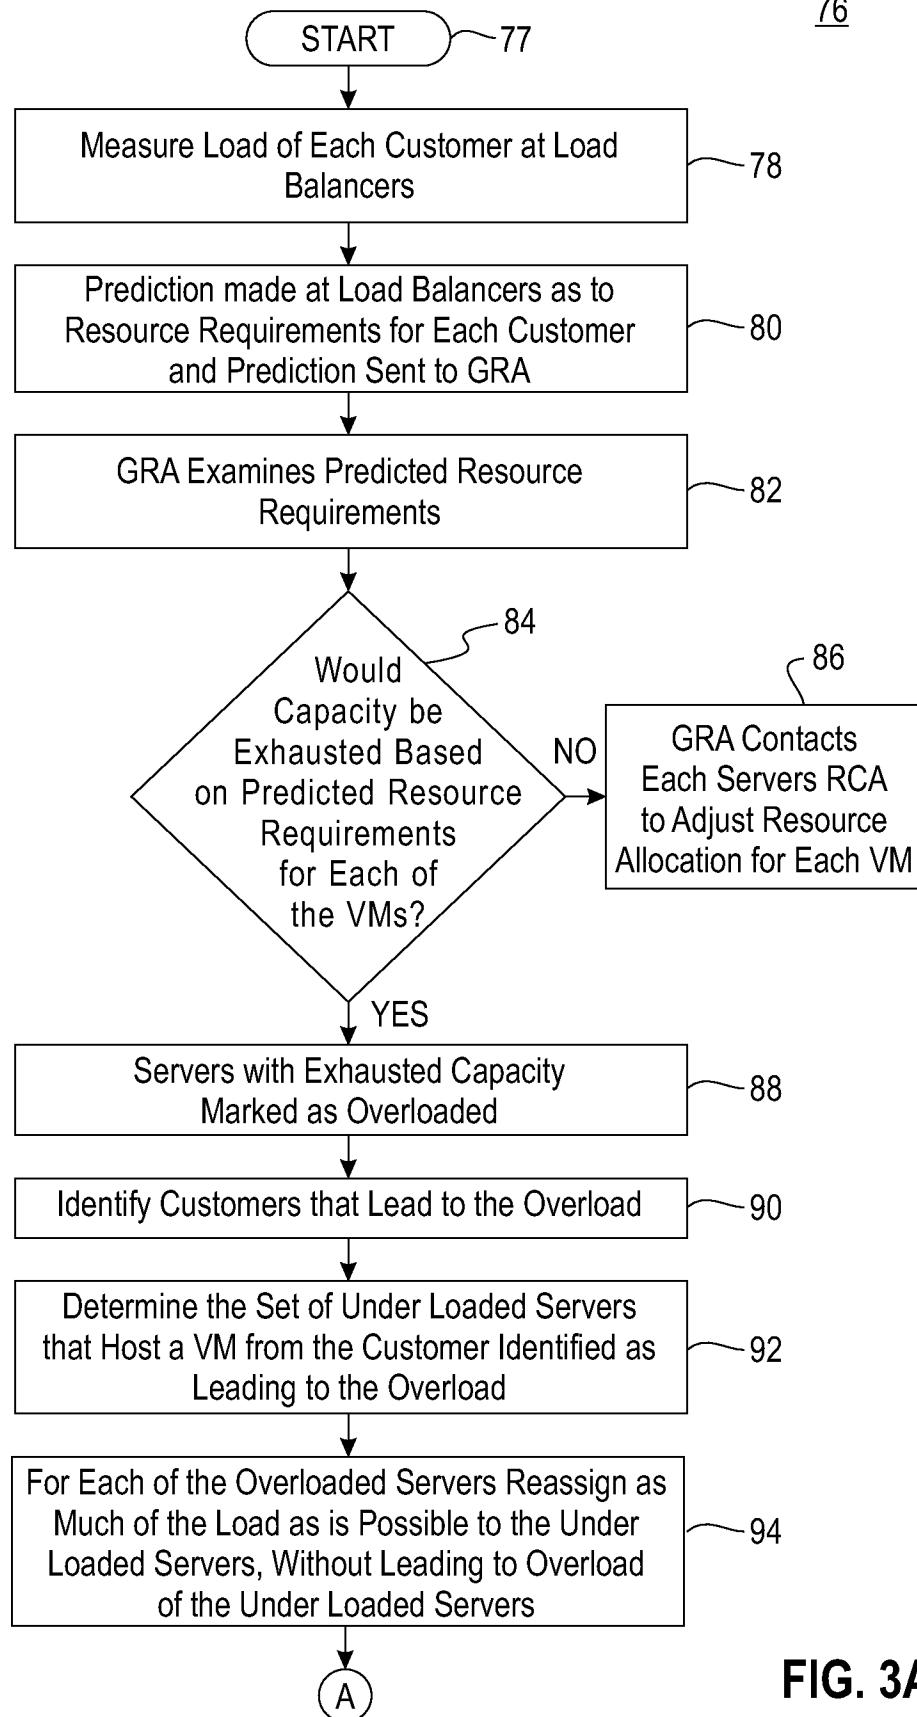 76
START
77
Measure Load of Each Customer at Load
Balancers
78
Prediction made at Load Balancers as to
Resource Requirements for Each Customer
and Prediction Sent to GRA
80
GRA Examines Predicted Resource
Requirements
82
84
Would
Capacity be
Exhausted Based
on Predicted Resource
Requirements
for Each of
the VMs?
NO
86
GRA Contacts
Each Servers RCA
to Adjust Resource
Allocation for Each VM
YES
Servers with Exhausted Capacity
Marked as Overloaded
88
Identify Customers that Lead to the Overload
90
Determine the Set of Under Loaded Servers
that Host a VM from the Customer Identified as
Leading to the Overload
92
For Each of the Overloaded Servers Reassign as
Much of the Load as is Possible to the Under
Loaded Servers, Without Leading to Overload
of the Under Loaded Servers
94
A
FIG. 3A